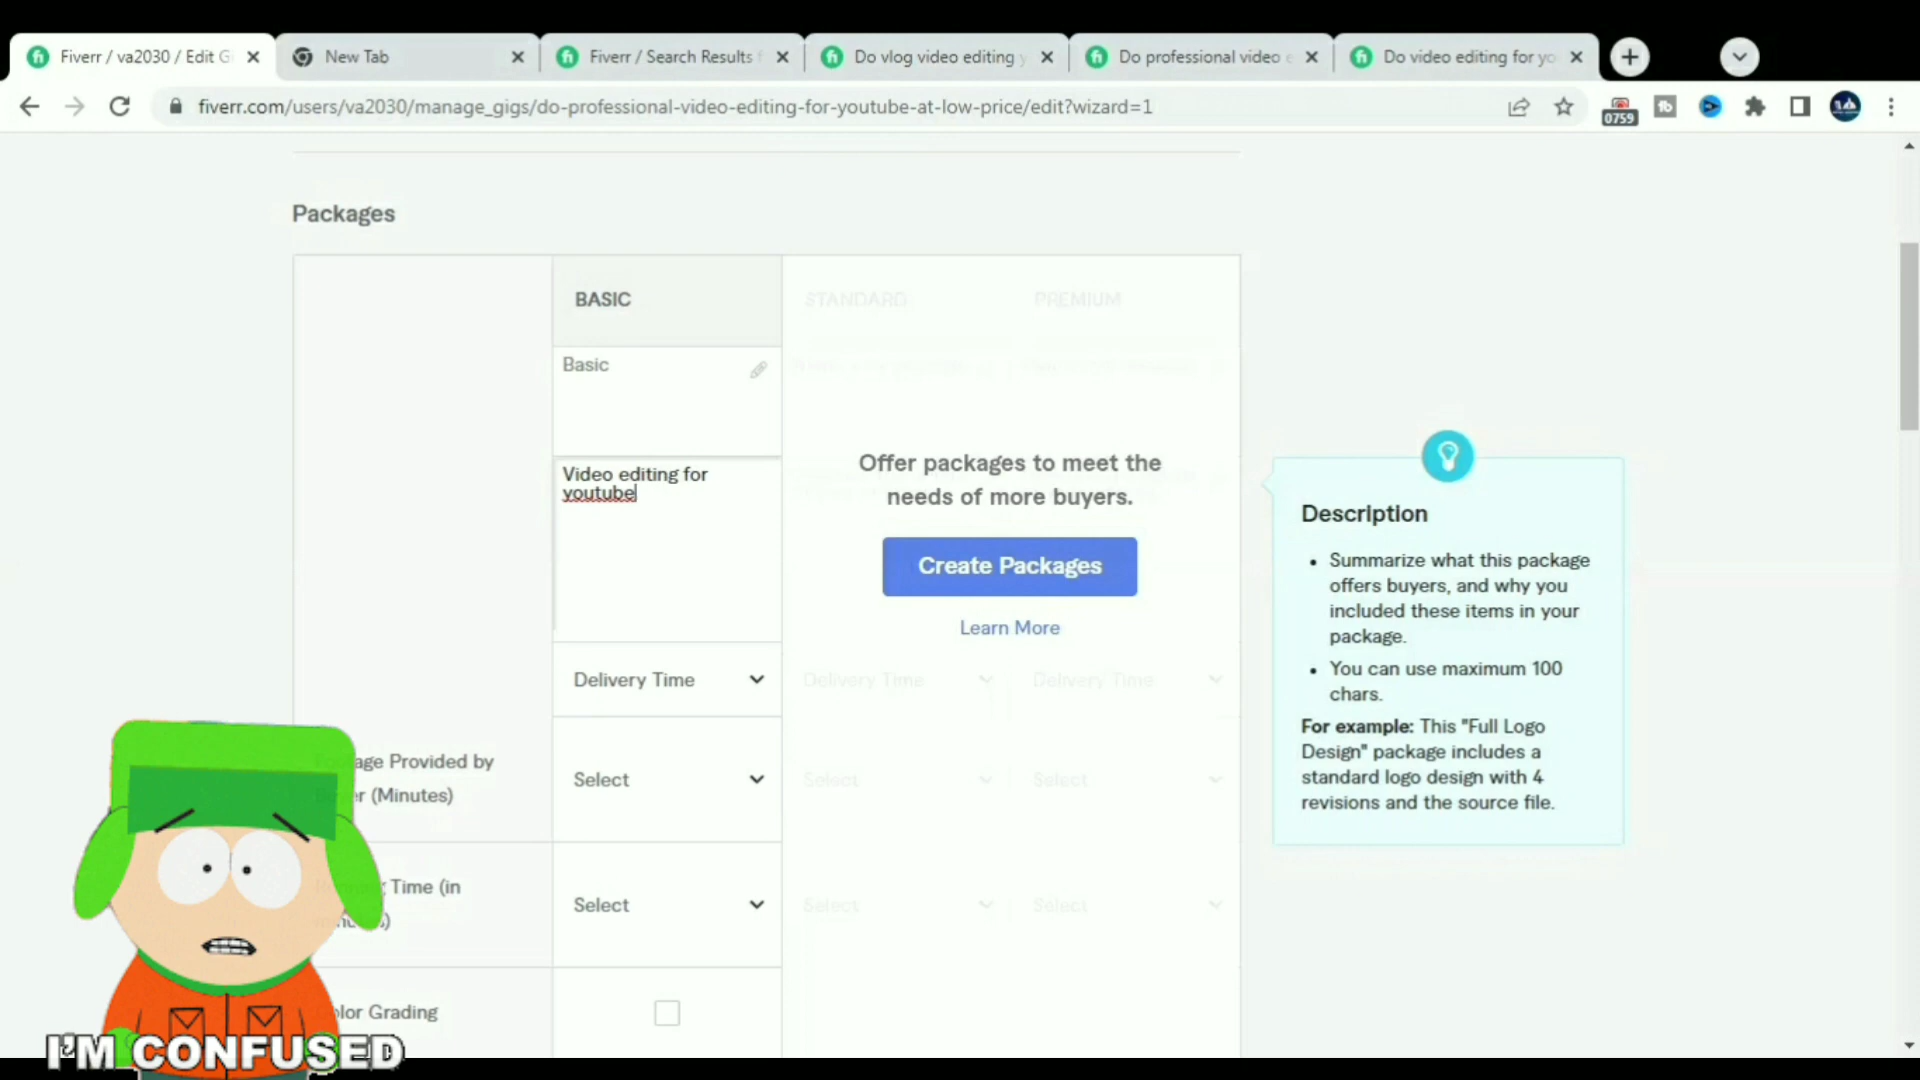 Fiverr / va2030 / Edit G
New Tab
Fiverr / Search Results f
Do vlog video editing y
Do professional video e
Do video editing for yo
fiverr.com/users/va2030/manage_gigs/do-professional-video-editing-for-youtube-at-low-price/edit?wizard=1
0759
Packages
BASIC
STANDARD
PREMIUM
Basic
Video editing for
youtube
Offer packages to meet the
needs of more buyers.
Create Packages
Learn More
Delivery Time
Delivery Time
Delivery Time
Provided by
(Minutes)
Select
Select
Select
Time (in
Select
Select
Select
Color Grading
Description
• Summarize what this package
offers buyers, and why you
included these items in your
package.
• You can use maximum 100
chars.
For example: This "Full Logo
Design" package includes a
standard logo design with 4
revisions and the source file.
I'M CONFUSED